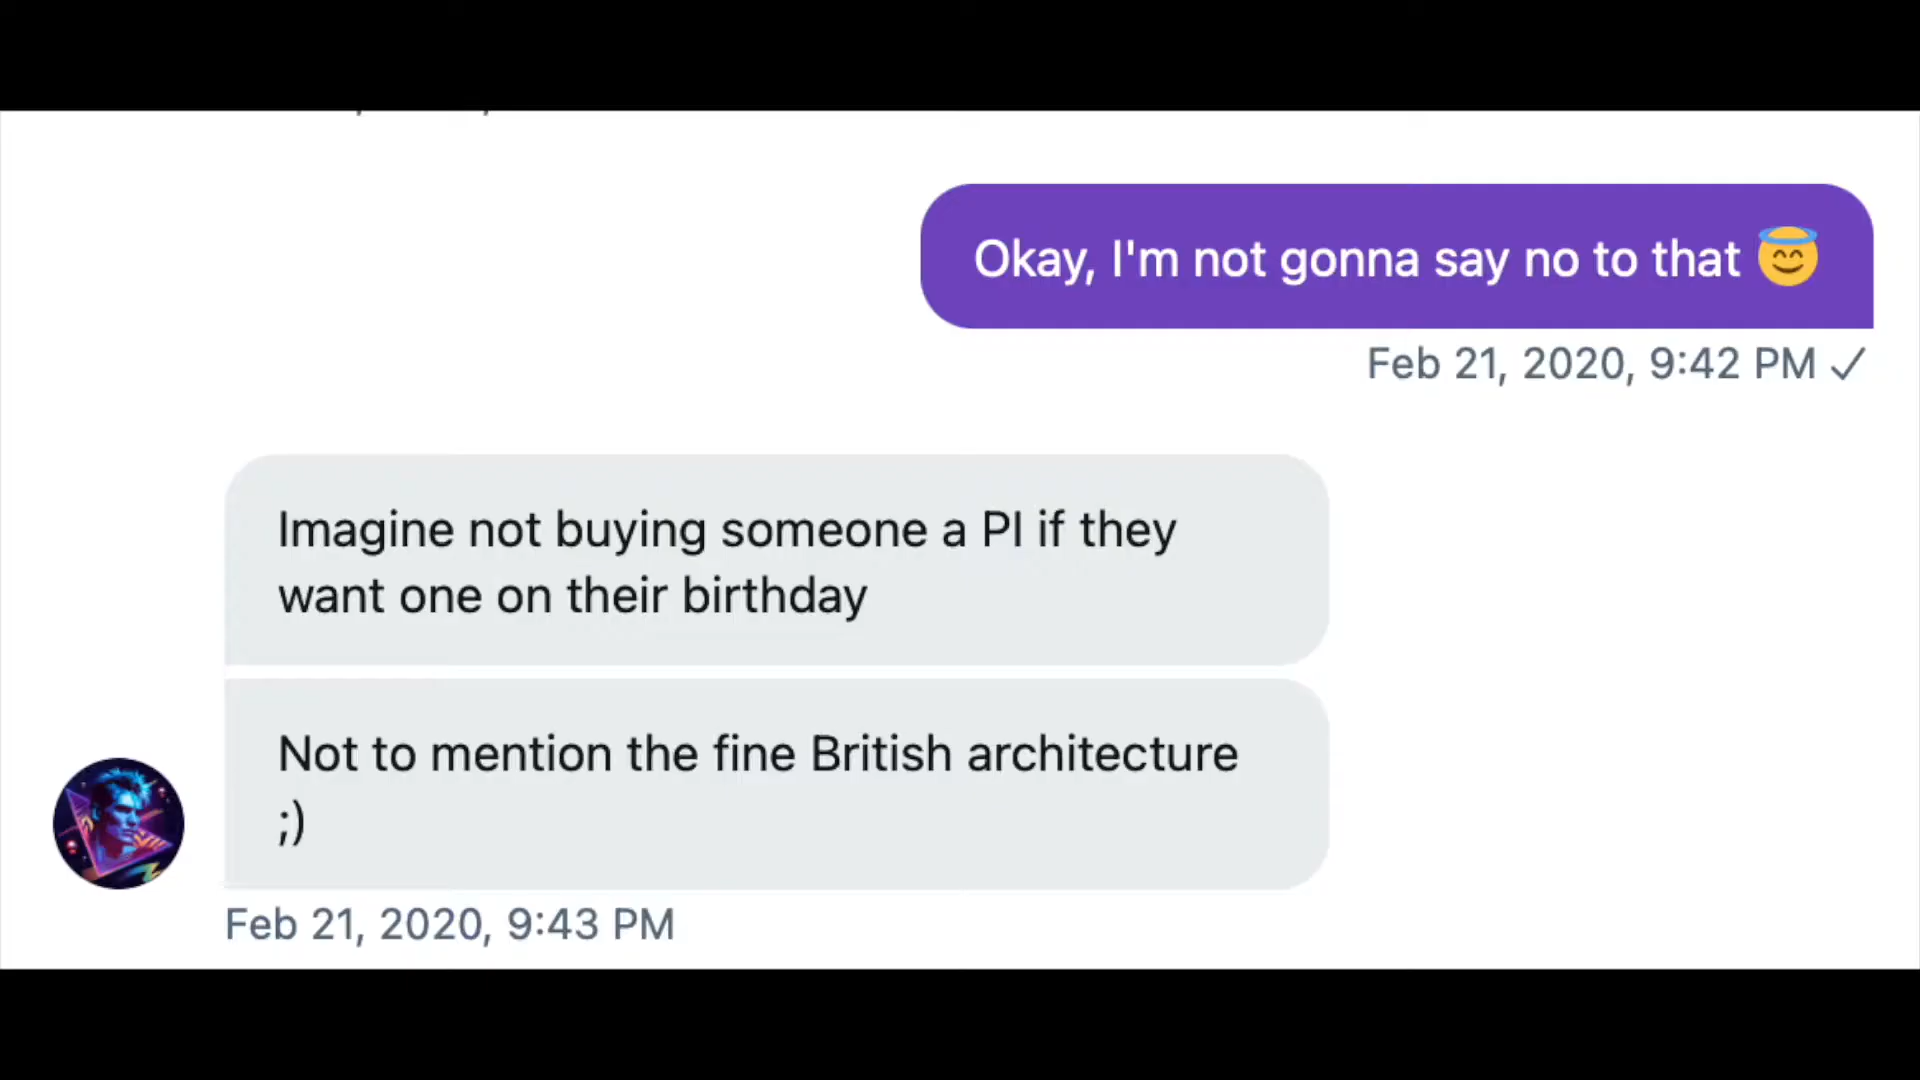 Okay, I'm not gonna say no to that 😇
Feb 21, 2020, 9:42 PM ✓
Imagine not buying someone a PI if they
want one on their birthday
Not to mention the fine British architecture
;)
Feb 21, 2020, 9:43 PM